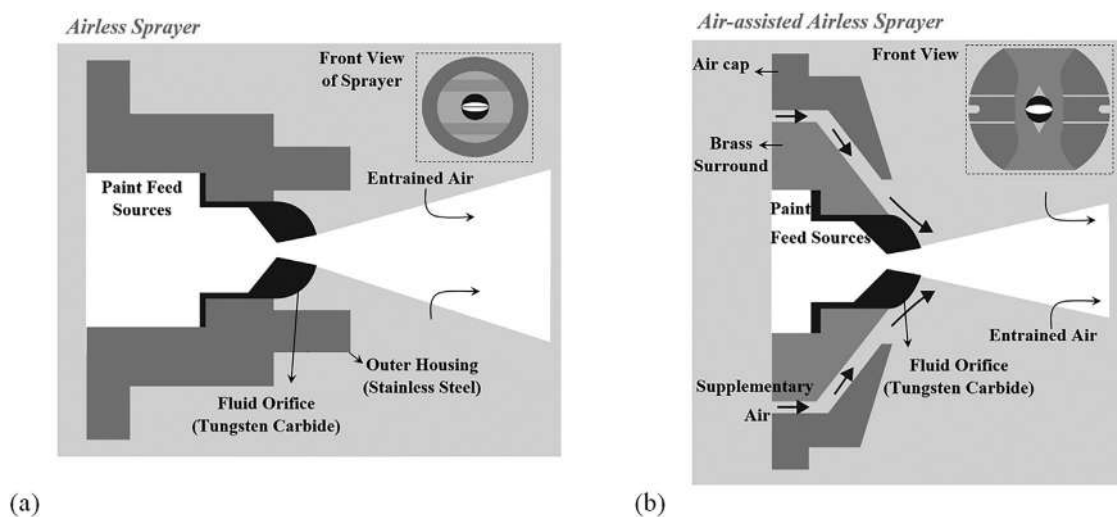 Airless Sprayer
Front View
of Sprayer
Paint Feed
Sources
Entrained Air
Outer Housing
(Stainless Steel)
Fluid Orifice
(Tungsten Carbide)
(a)
Air-assisted Airless Sprayer
Air cap
Front View
Brass
Surround
Paint
Feed Sources
Entrained Air
Fluid Orifice
(Tungsten Carbide)
Supplementary
Air
(b)